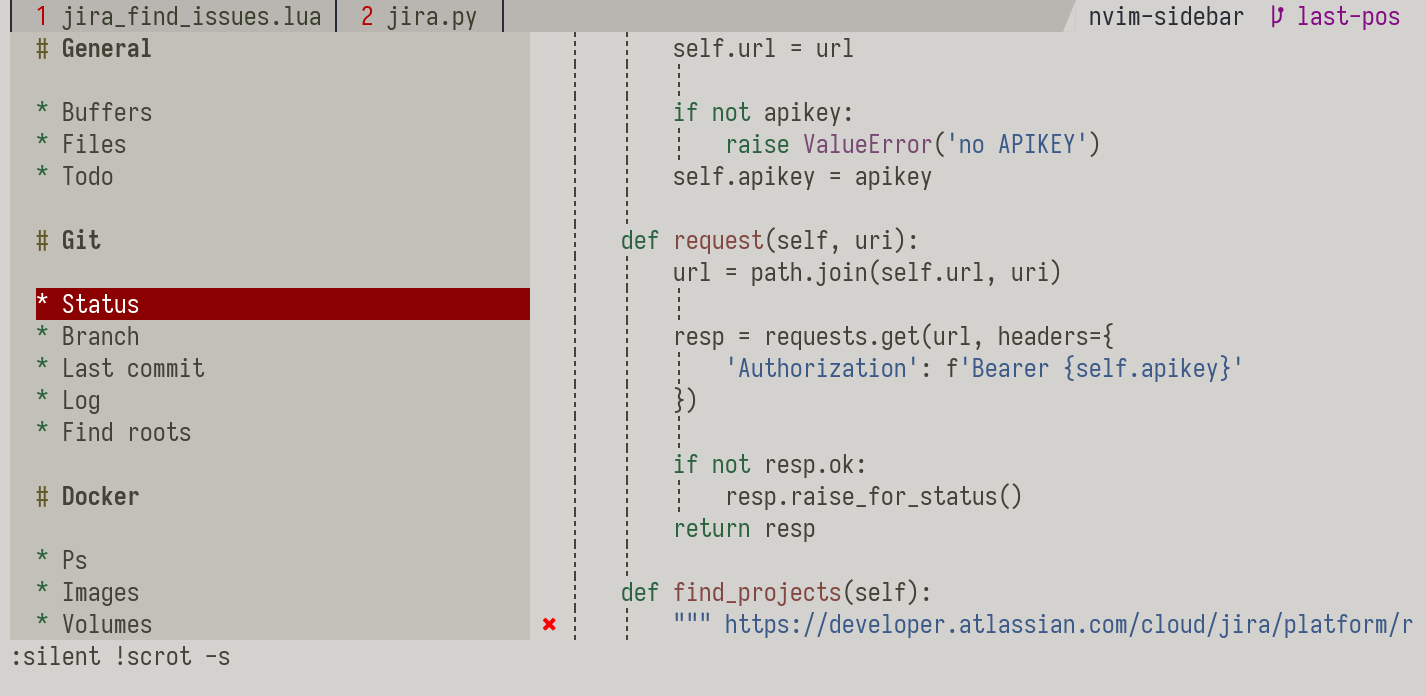 1 jira_find_issues.lua 2 jira.py nvim-sidebar last-pos
# General
* Buffers
* Files
* Todo
# Git
* Status
* Branch
* Last commit
* Log
* Find roots
# Docker
* Ps
* Images
* Volumes
self.url = url
if not apikey:
raise ValueError('no APIKEY')
self.apikey = apikey
def request(self, uri):
url = path.join(self.url, uri)
resp = requests.get(url, headers={
'Authorization': f'Bearer {self.apikey}'
})
if not resp.ok:
resp.raise_for_status()
return resp
def find_projects(self):
""" https://developer.atlassian.com/cloud/jira/platform/r
:silent !scrot -s